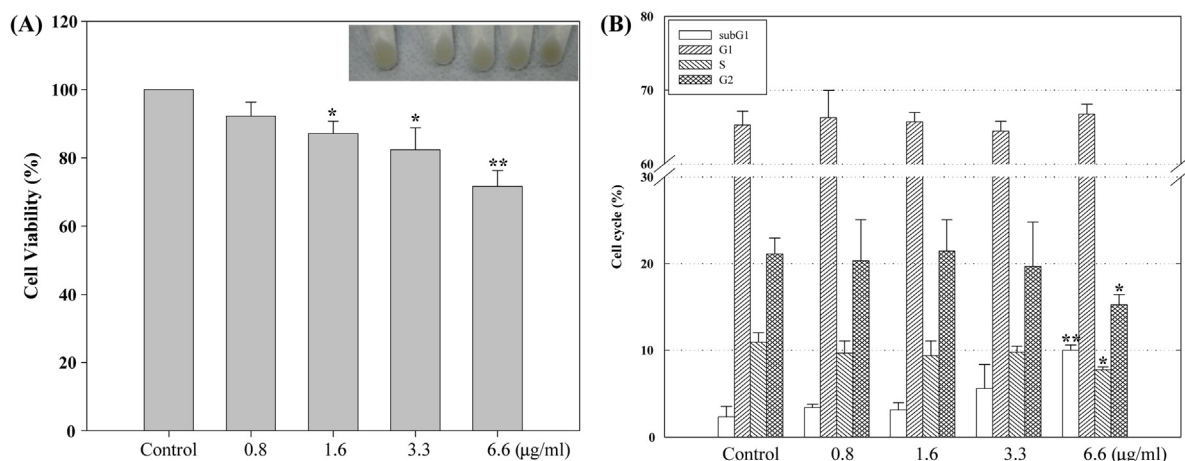 (A)
120
100
80
60
40
20
0
Cell Viability (%)
*
*
**
Control 0.8 1.6 3.3 6.6 (μg/ml)
(B)
80
70
60
30
20
10
0
Cell cycle (%)
subG1
G1
S
G2
**
*
*
Control 0.8 1.6 3.3 6.6 (μg/ml)